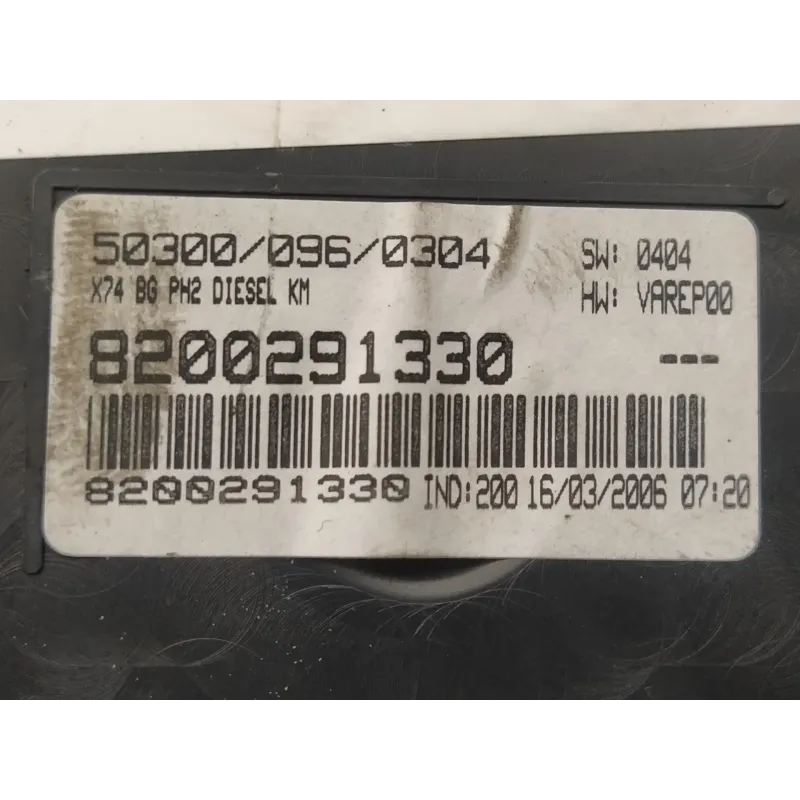 50300/096/0304 SW: 0404
X74 BG PH2 DIESEL KM HW: VAREP00
8200291330 ---
8200291330 IND:200 16/03/2006 07:20